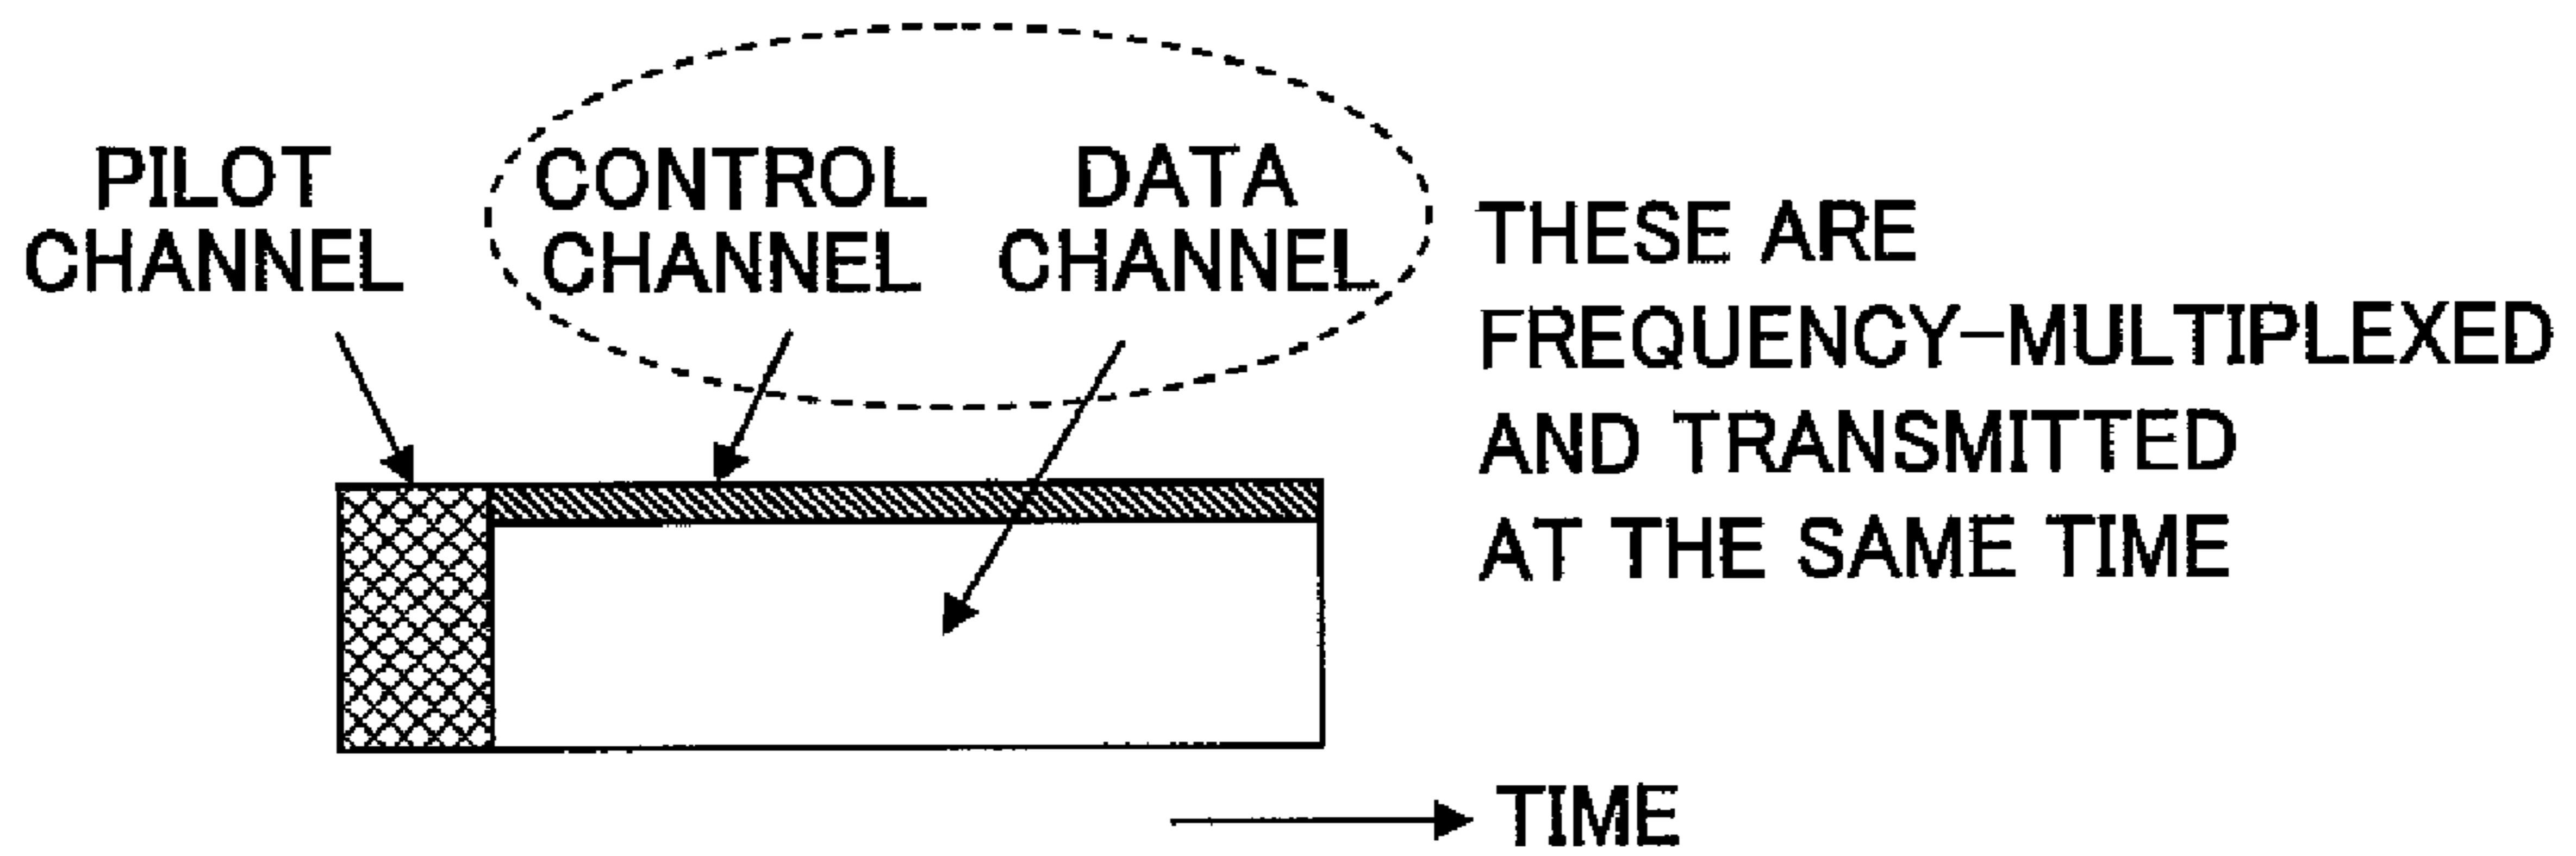 PILOT
CHANNEL
CONTROL
CHANNEL
DATA
CHANNEL
THESE ARE
FREQUENCY-MULTIPLEXED
AND TRANSMITTED
AT THE SAME TIME
TIME